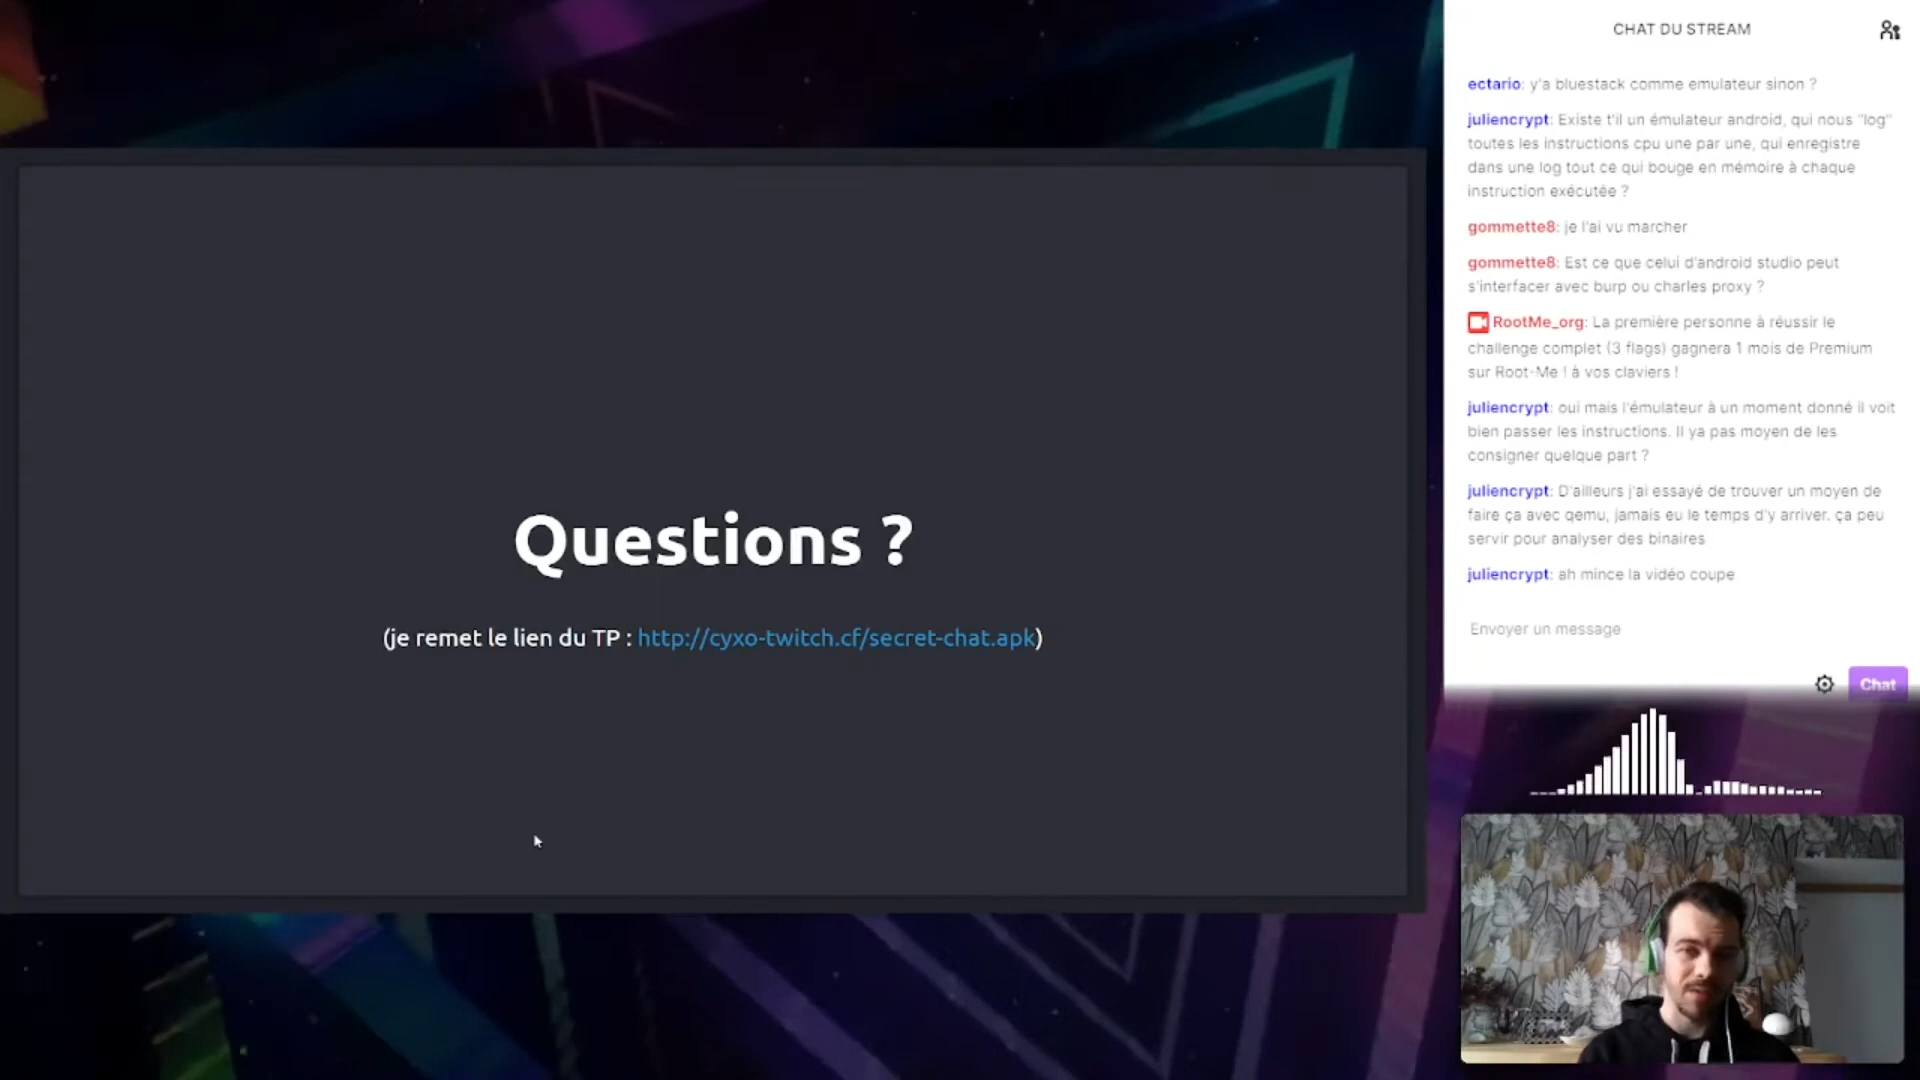 Questions ?
(je remet le lien du TP : http://cyxo-twitch.cf/secret-chat.apk)
CHAT DU STREAM
ectario: y'a bluestack comme emulateur sinon ?
juliencrypt: Existe t'il un émulateur android, qui nous "log"
toutes les instructions cpu une par une, qui enregistre
dans une log tout ce qui bouge en mémoire à chaque
instruction exécutée ?
gommette8: je l'ai vu marcher
gommette8: Est ce que celui d'android studio peut
s'interfacer avec burp ou charles proxy ?
RootMe_org: La première personne à réussir le
challenge complet (3 flags) gagnera 1 mois de Premium
sur Root-Me ! à vos claviers !
juliencrypt: oui mais l'émulateur à un moment donné il voit
bien passer les instructions. Il ya pas moyen de les
consigner quelque part ?
juliencrypt: D'ailleurs j'ai essayé de trouver un moyen de
faire ça avec qemu, jamais eu le temps d'y arriver. ça peu
servir pour analyser des binaires
juliencrypt: ah mince la vidéo coupe
Envoyer un message
Chat